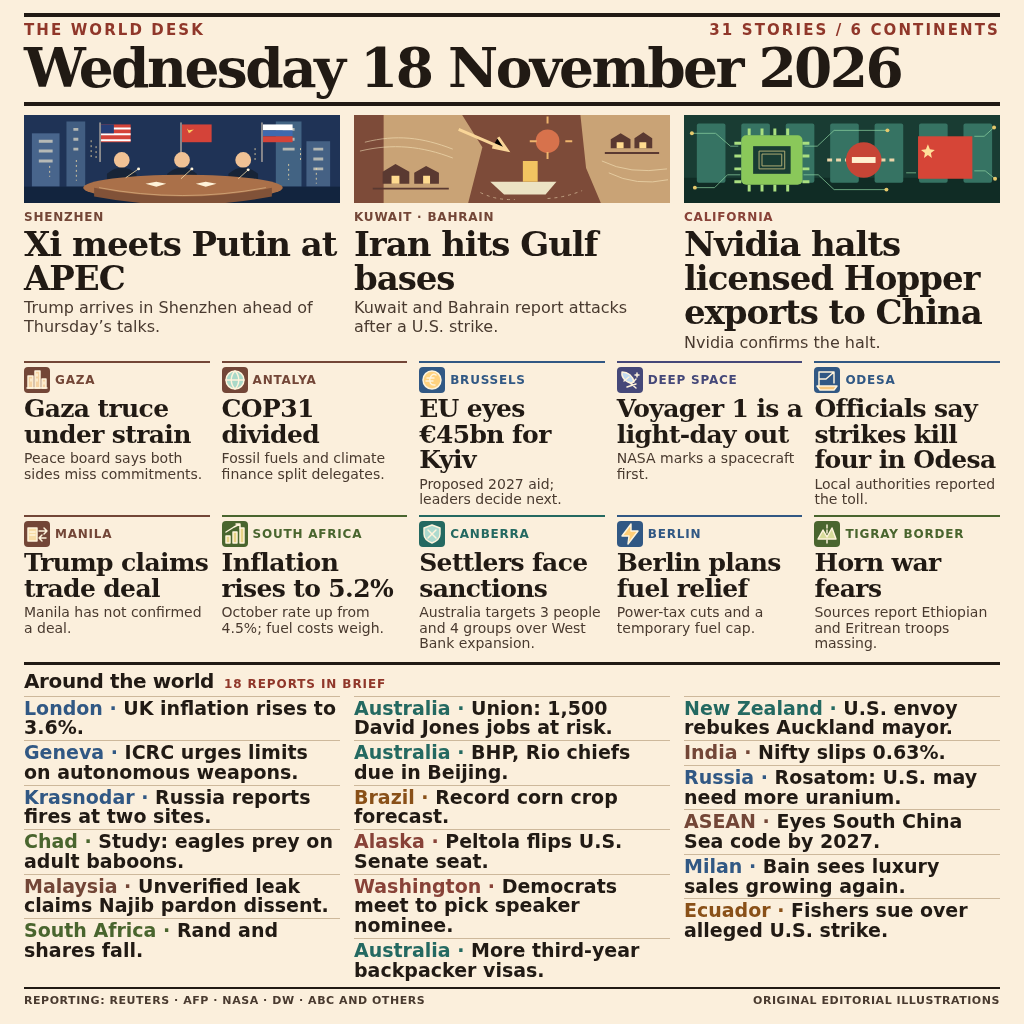 THE WORLD DESK
31 STORIES / 6 CONTINENTS
Wednesday 18 November 2026
SHENZHEN
Xi meets Putin at
APEC
Trump arrives in Shenzhen ahead of
Thursday’s talks.
KUWAIT · BAHRAIN
Iran hits Gulf
bases
Kuwait and Bahrain report attacks
after a U.S. strike.
CALIFORNIA
Nvidia halts
licensed Hopper
exports to China
Nvidia confirms the halt.
GAZA
Gaza truce
under strain
Peace board says both
sides miss commitments.
ANTALYA
COP31
divided
Fossil fuels and climate
finance split delegates.
BRUSSELS
EU eyes
€45bn for
Kyiv
Proposed 2027 aid;
leaders decide next.
DEEP SPACE
Voyager 1 is a
light-day out
NASA marks a spacecraft
first.
ODESA
Officials say
strikes kill
four in Odesa
Local authorities reported
the toll.
MANILA
Trump claims
trade deal
Manila has not confirmed
a deal.
SOUTH AFRICA
Inflation
rises to 5.2%
October rate up from
4.5%; fuel costs weigh.
CANBERRA
Settlers face
sanctions
Australia targets 3 people
and 4 groups over West
Bank expansion.
BERLIN
Berlin plans
fuel relief
Power-tax cuts and a
temporary fuel cap.
TIGRAY BORDER
Horn war
fears
Sources report Ethiopian
and Eritrean troops
massing.
Around the world 18 REPORTS IN BRIEF
London · UK inflation rises to
3.6%.
Geneva · ICRC urges limits
on autonomous weapons.
Krasnodar · Russia reports
fires at two sites.
Chad · Study: eagles prey on
adult baboons.
Malaysia · Unverified leak
claims Najib pardon dissent.
South Africa · Rand and
shares fall.
Australia · Union: 1,500
David Jones jobs at risk.
Australia · BHP, Rio chiefs
due in Beijing.
Brazil · Record corn crop
forecast.
Alaska · Peltola flips U.S.
Senate seat.
Washington · Democrats
meet to pick speaker
nominee.
Australia · More third-year
backpacker visas.
New Zealand · U.S. envoy
rebukes Auckland mayor.
India · Nifty slips 0.63%.
Russia · Rosatom: U.S. may
need more uranium.
ASEAN · Eyes South China
Sea code by 2027.
Milan · Bain sees luxury
sales growing again.
Ecuador · Fishers sue over
alleged U.S. strike.
REPORTING: REUTERS · AFP · NASA · DW · ABC AND OTHERS
ORIGINAL EDITORIAL ILLUSTRATIONS